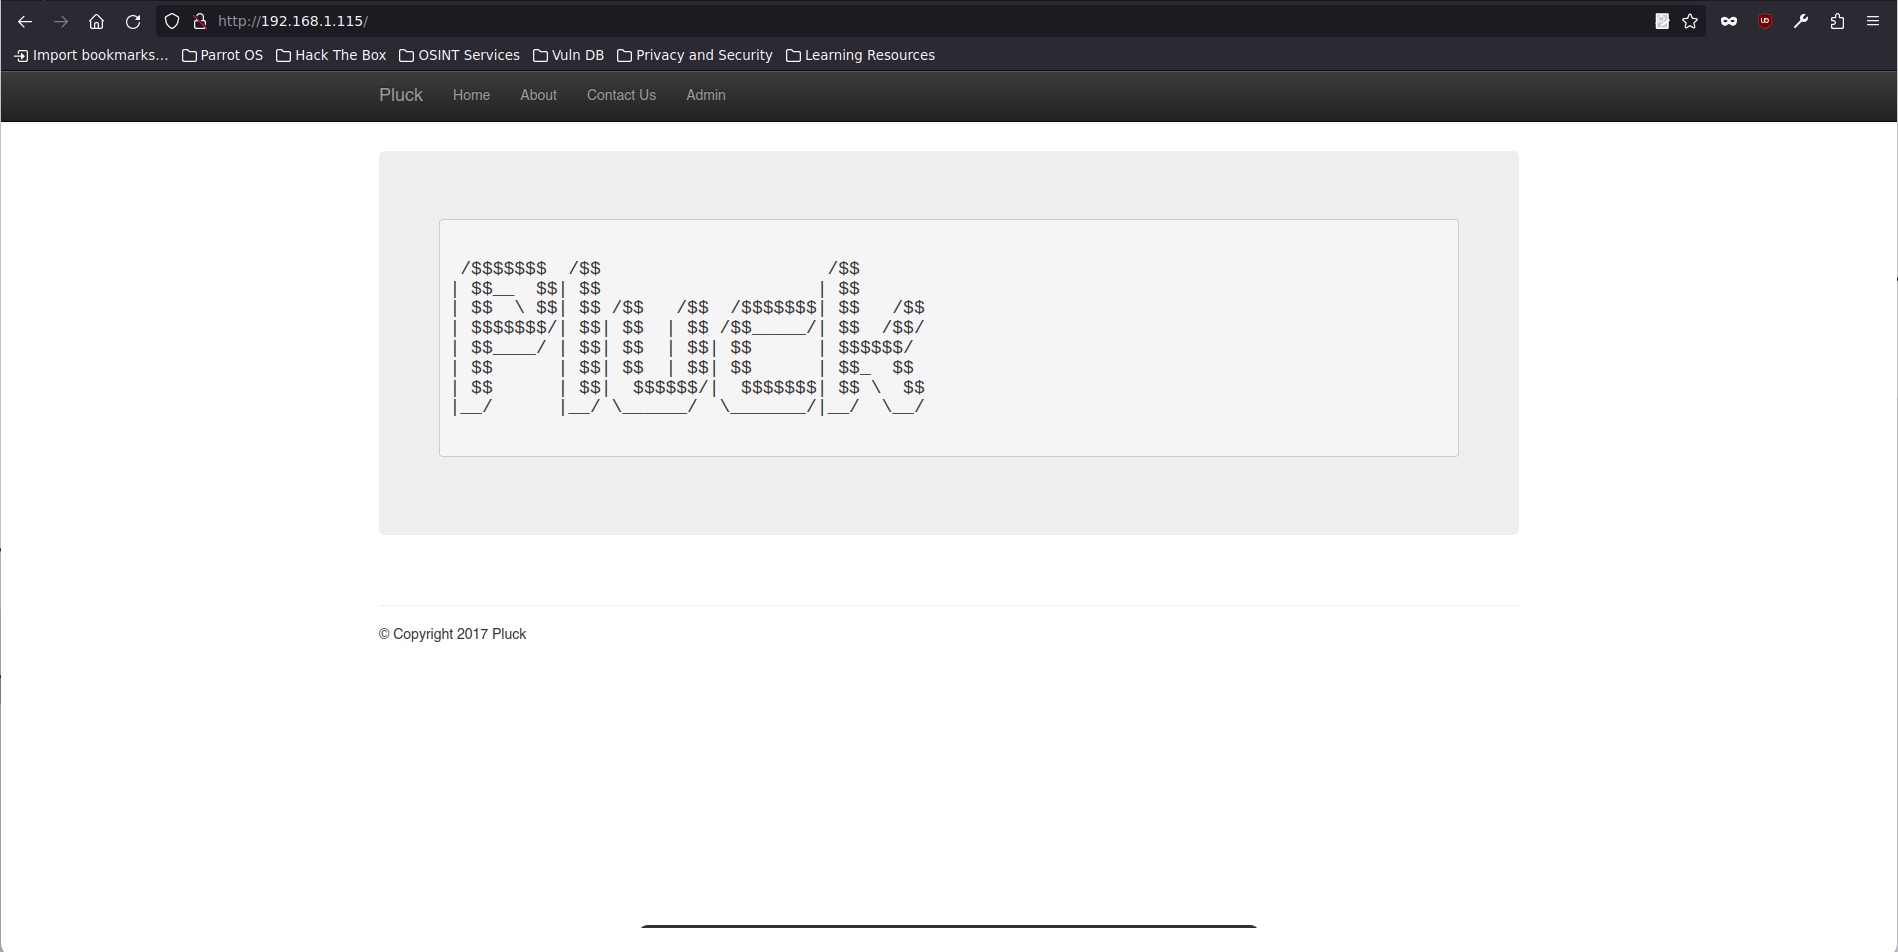 http://192.168.1.115/
Import bookmarks... Parrot OS Hack The Box OSINT Services Vuln DB Privacy and Security Learning Resources
Pluck Home About Contact Us Admin
 /$$$$$$$  /$$                     /$$
| $$__  $$| $$                    | $$
| $$  \ $$| $$ /$$   /$$  /$$$$$$$| $$   /$$
| $$$$$$$/| $$| $$  | $$ /$$_____/| $$  /$$/
| $$____/ | $$| $$  | $$| $$      | $$$$$$/
| $$      | $$| $$  | $$| $$      | $$_  $$
| $$      | $$|  $$$$$$/|  $$$$$$$| $$ \  $$
|__/      |__/ \______/  \_______/|__/  \__/
© Copyright 2017 Pluck